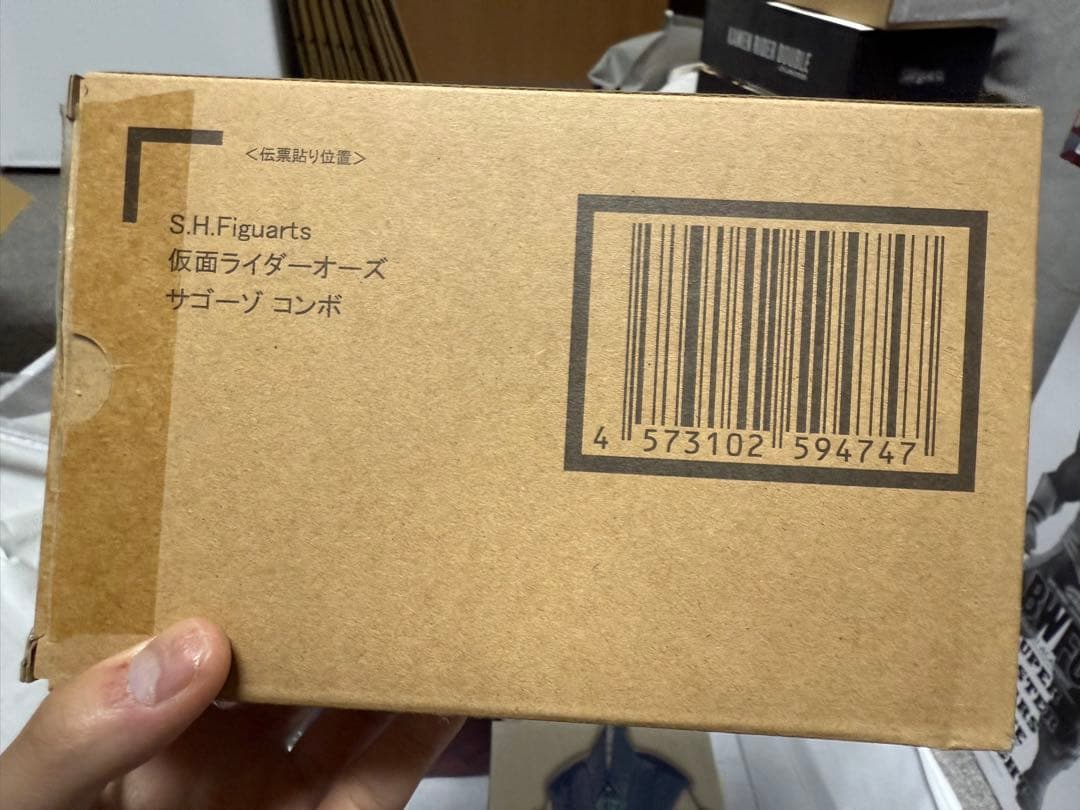 KAMEN RIDER DOUBLE
<伝票貼り位置>
S.H.Figuarts
仮面ライダーオーズ
サゴーゾ コンボ
4 573102 594747
BWFC